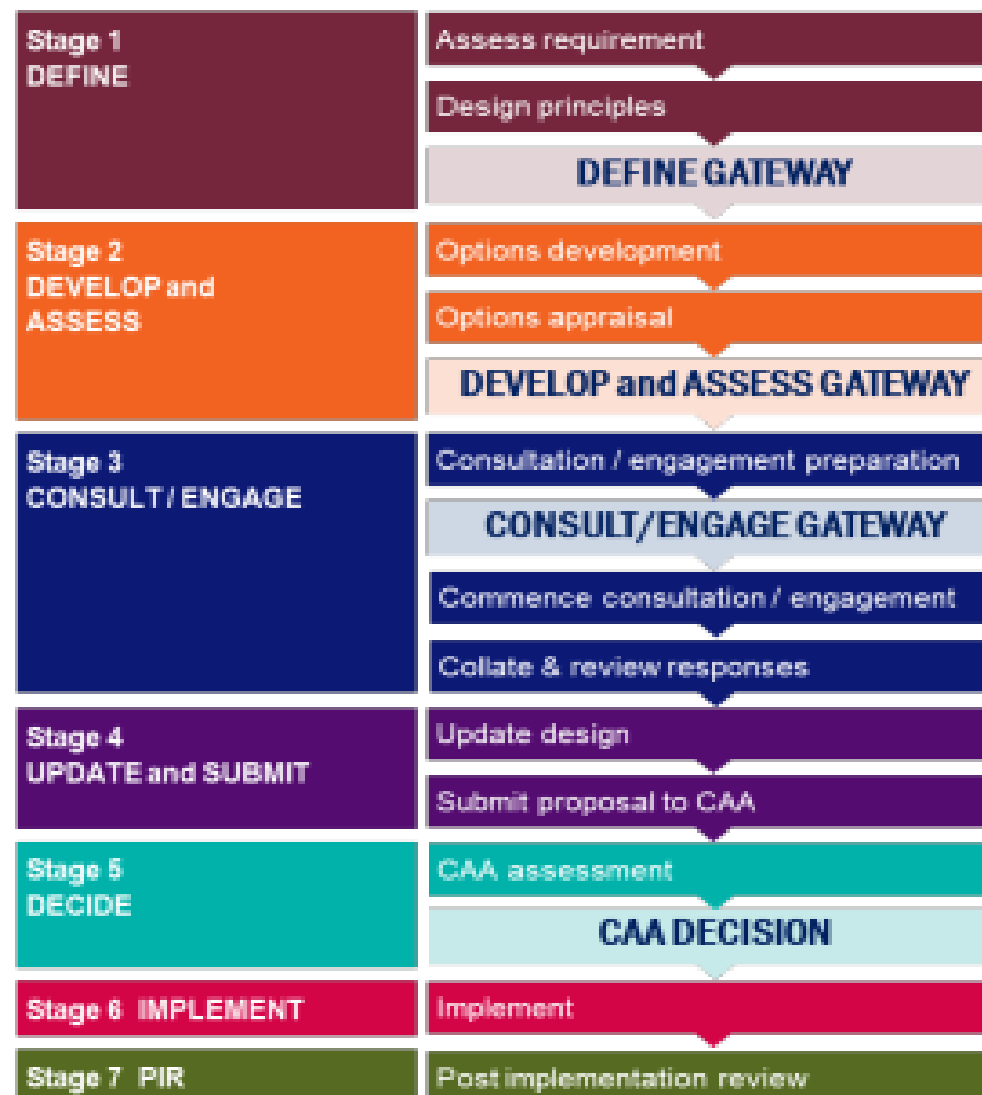 Stage 1
DEFINE
Assess requirement
Design principles
DEFINE GATEWAY
Stage 2
DEVELOP and
ASSESS
Options development
Options appraisal
DEVELOP and ASSESS GATEWAY
Stage 3
CONSULT / ENGAGE
Consultation / engagement preparation
CONSULT/ENGAGE GATEWAY
Commence consultation / engagement
Collate & review responses
Stage 4
UPDATE and SUBMIT
Update design
Submit proposal to CAA
Stage 5
DECIDE
CAA assessment
CAA DECISION
Stage 6 IMPLEMENT
Implement
Stage 7 PIR
Post implementation review